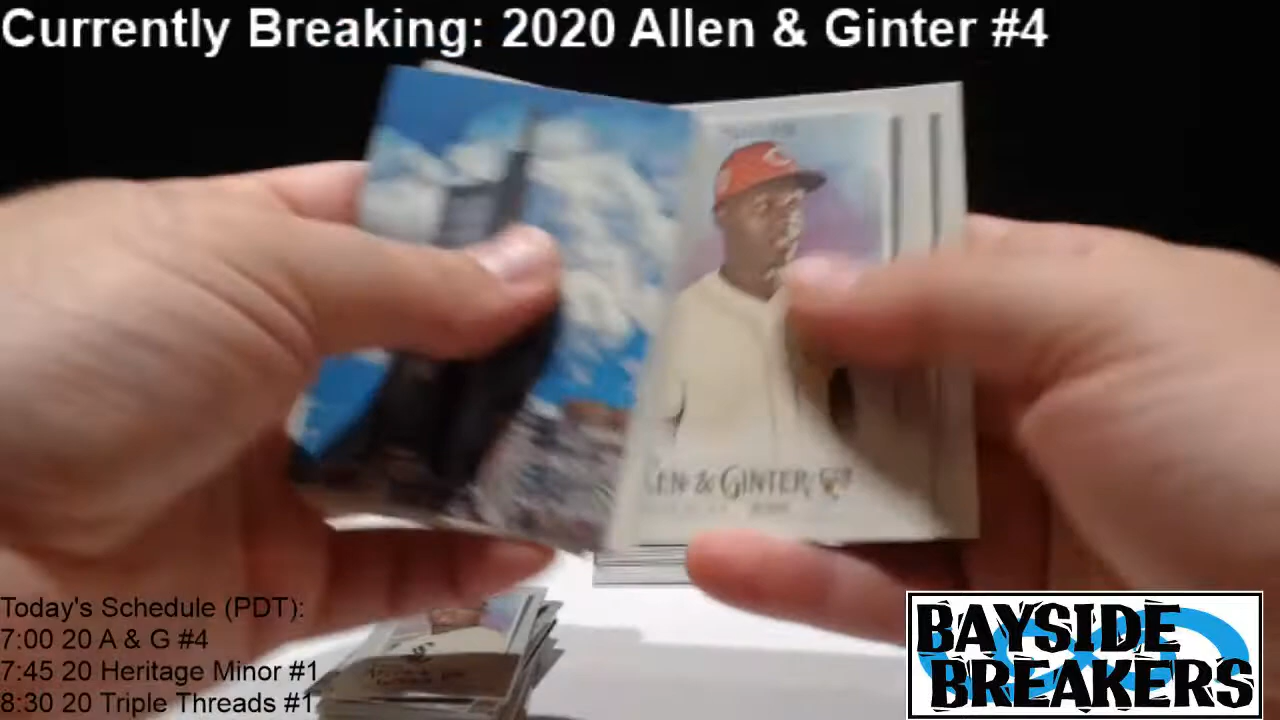 Currently Breaking: 2020 Allen & Ginter #4
LEN & GINTER
Today's Schedule (PDT):
7:00 20 A & G #4
7:45 20 Heritage Minor #1
8:30 20 Triple Threads #1
BAYSIDE
BREAKERS